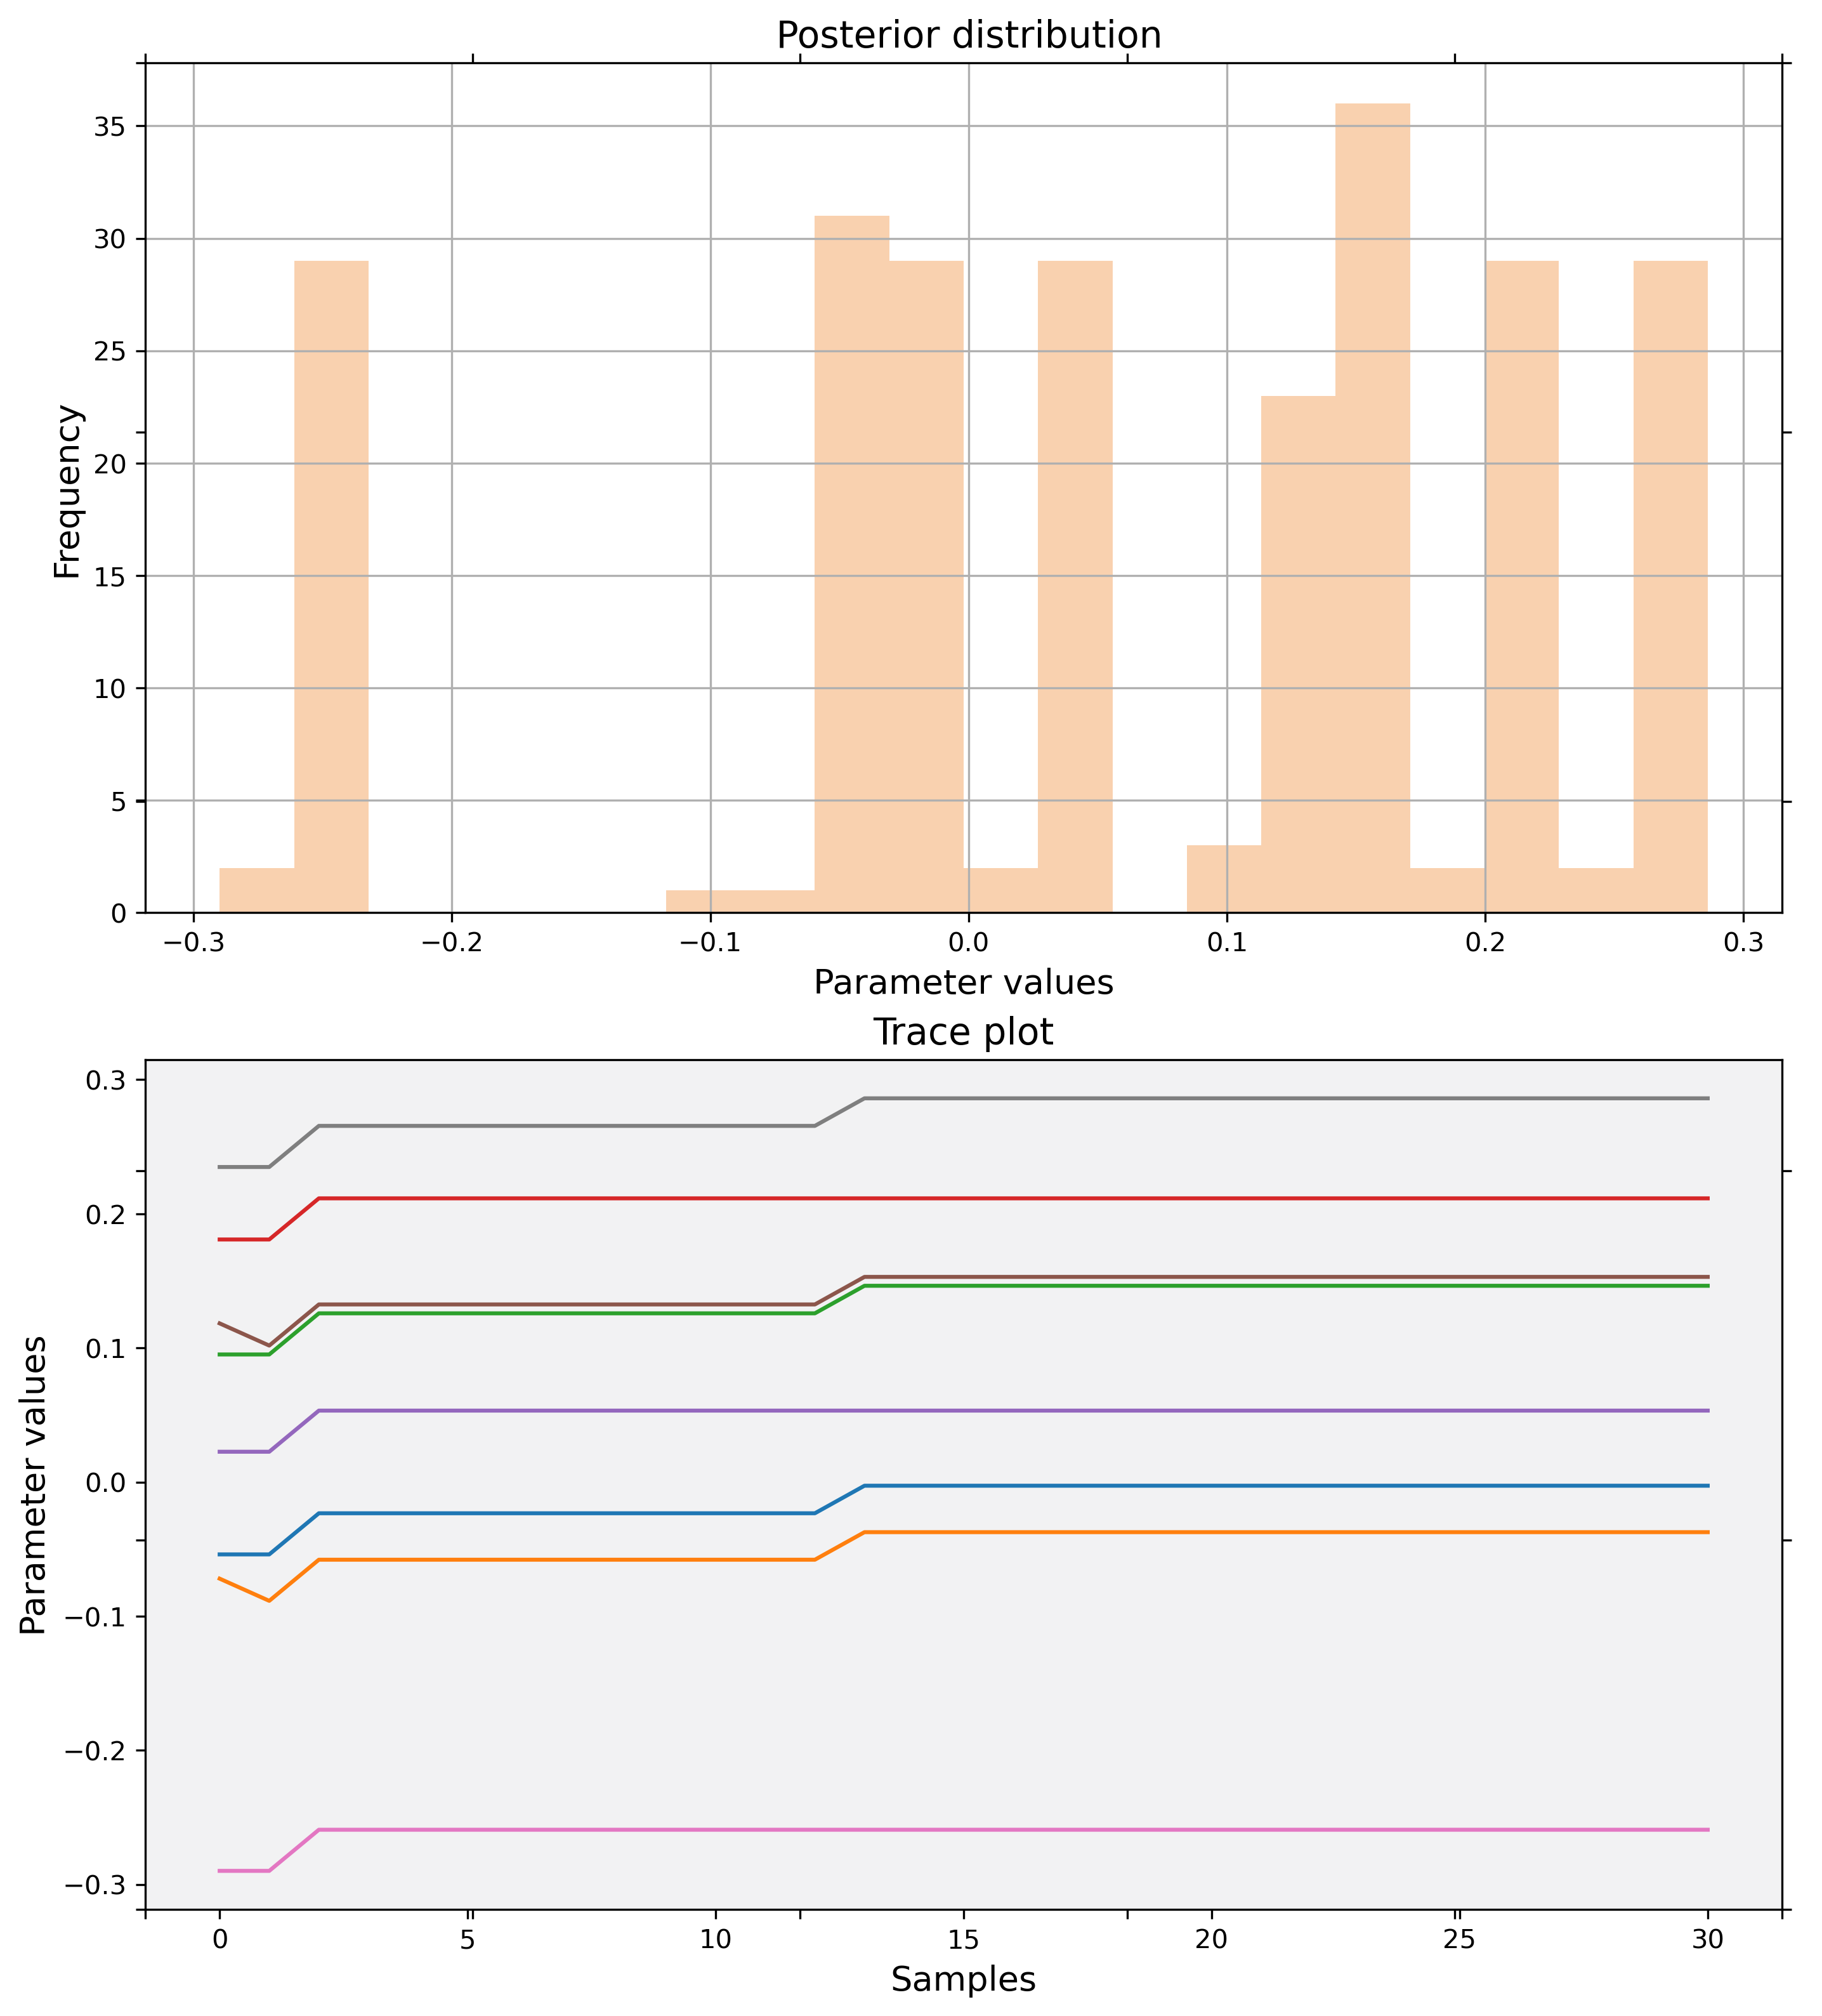 Posterior distribution
35
30
25
20
15
10
5
0
Frequency
−0.3 −0.2 −0.1 0.0 0.1 0.2 0.3
Parameter values
Trace plot
0.3
0.2
0.1
0.0
−0.1
−0.2
−0.3
Parameter values
0 5 10 15 20 25 30
Samples